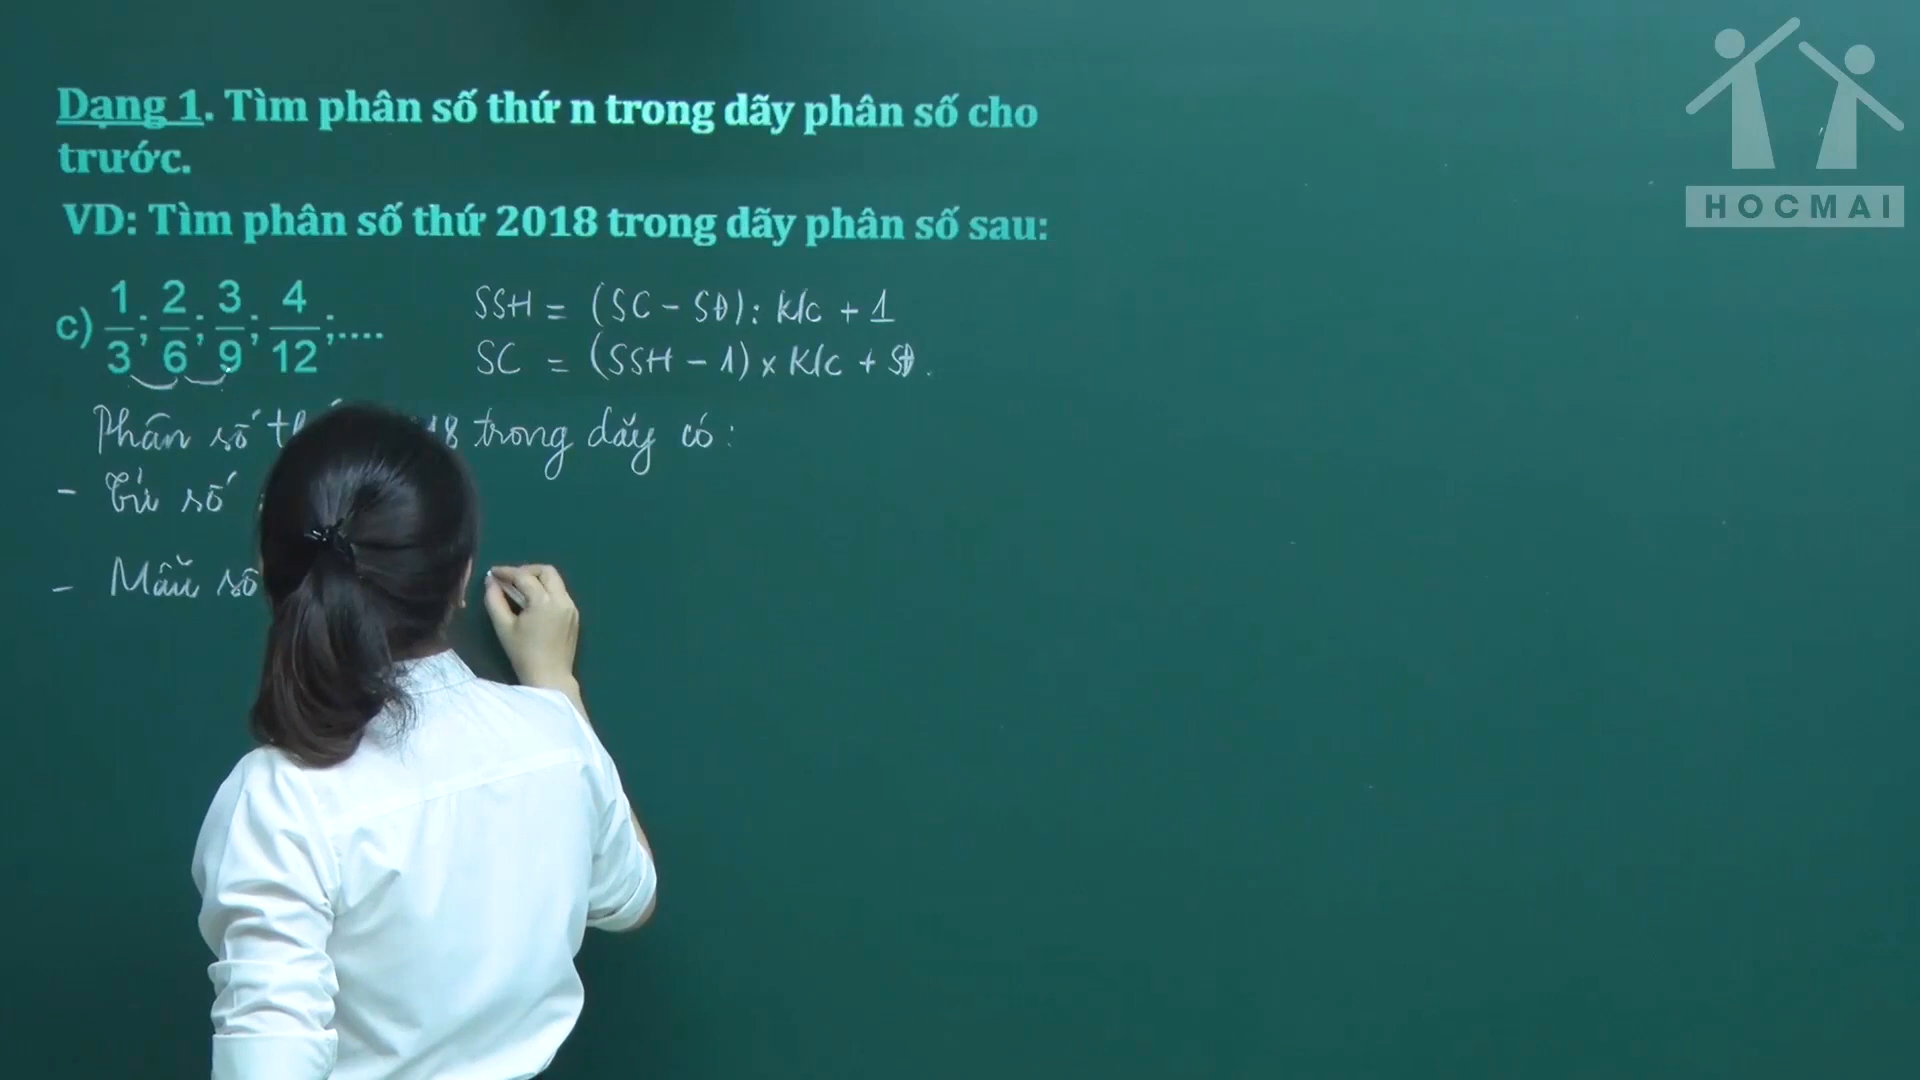 Dạng 1. Tìm phân số thứ n trong dãy phân số cho
trước.
VD: Tìm phân số thứ 2018 trong dãy phân số sau:
c) 1/3; 2/6; 3/9; 4/12;....
SSH = (SC - SĐ): K/c + 1
SC = (SSH - 1) x K/c + SĐ.
Phân số 18 trong dãy có:
- Tử số
- Mẫu số
HOCMAI